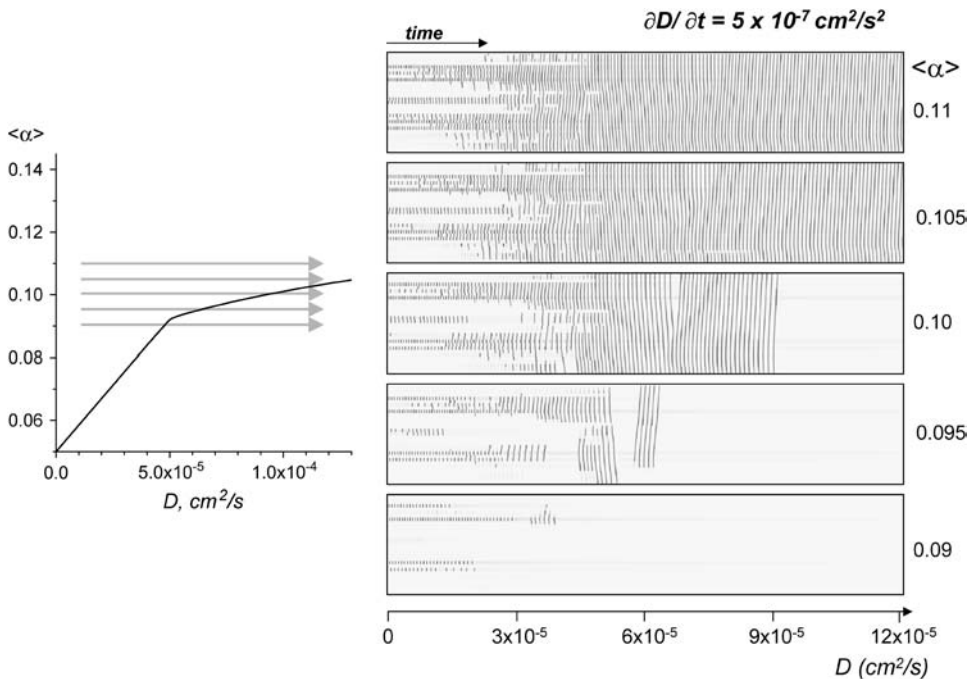 ∂D/ ∂t = 5 x 10⁻⁷ cm²/s²
time
<α>
0.11
0.105
0.10
0.095
0.09
0
3x10⁻⁵
6x10⁻⁵
9x10⁻⁵
12x10⁻⁵
D (cm²/s)
<α>
0.14
0.12
0.10
0.08
0.06
0.0
5.0x10⁻⁵
1.0x10⁻⁴
D, cm²/s